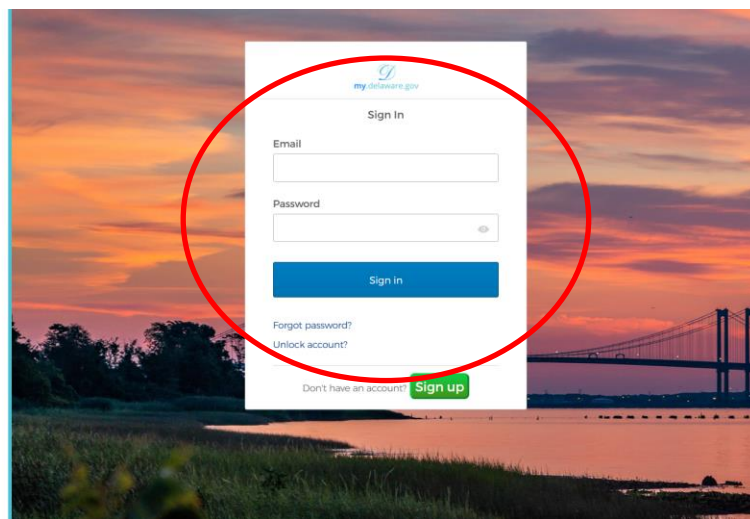 D
my.delaware.gov
Sign In
Email
Password
Sign in
Forgot password?
Unlock account?
Don't have an account? Sign up